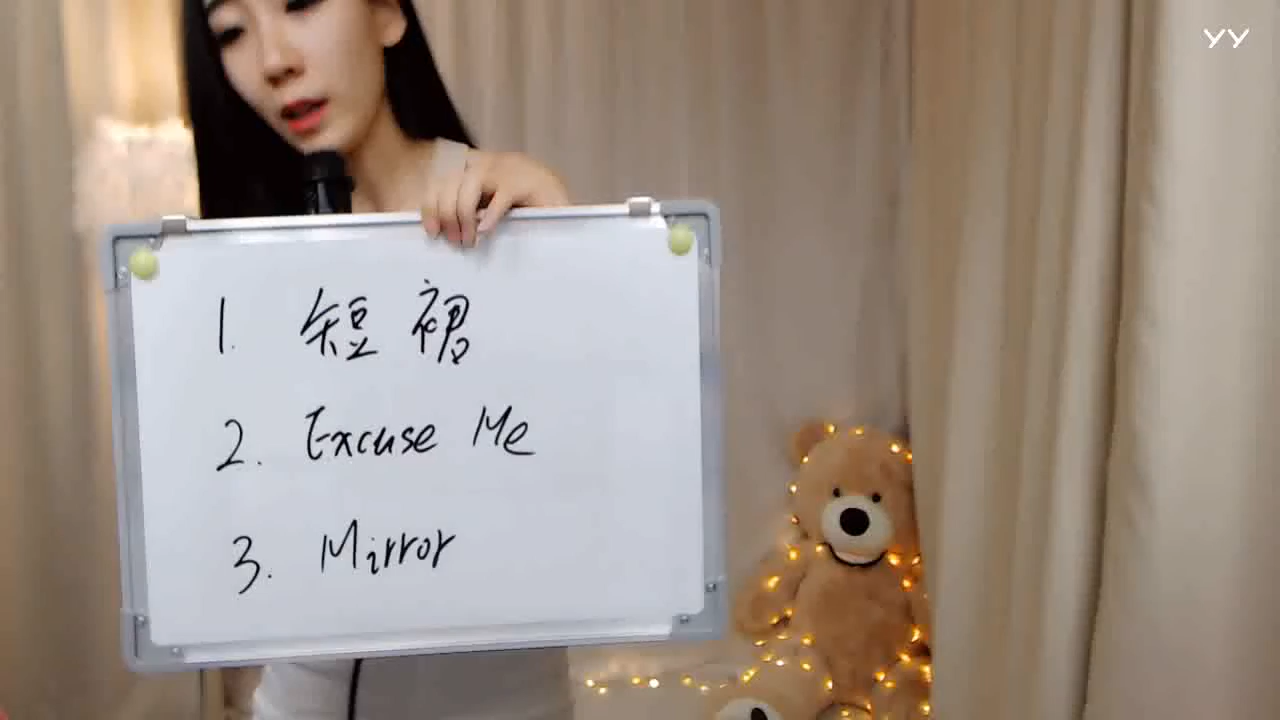 YY
1. 短裙
2. Excuse Me
3. Mirror